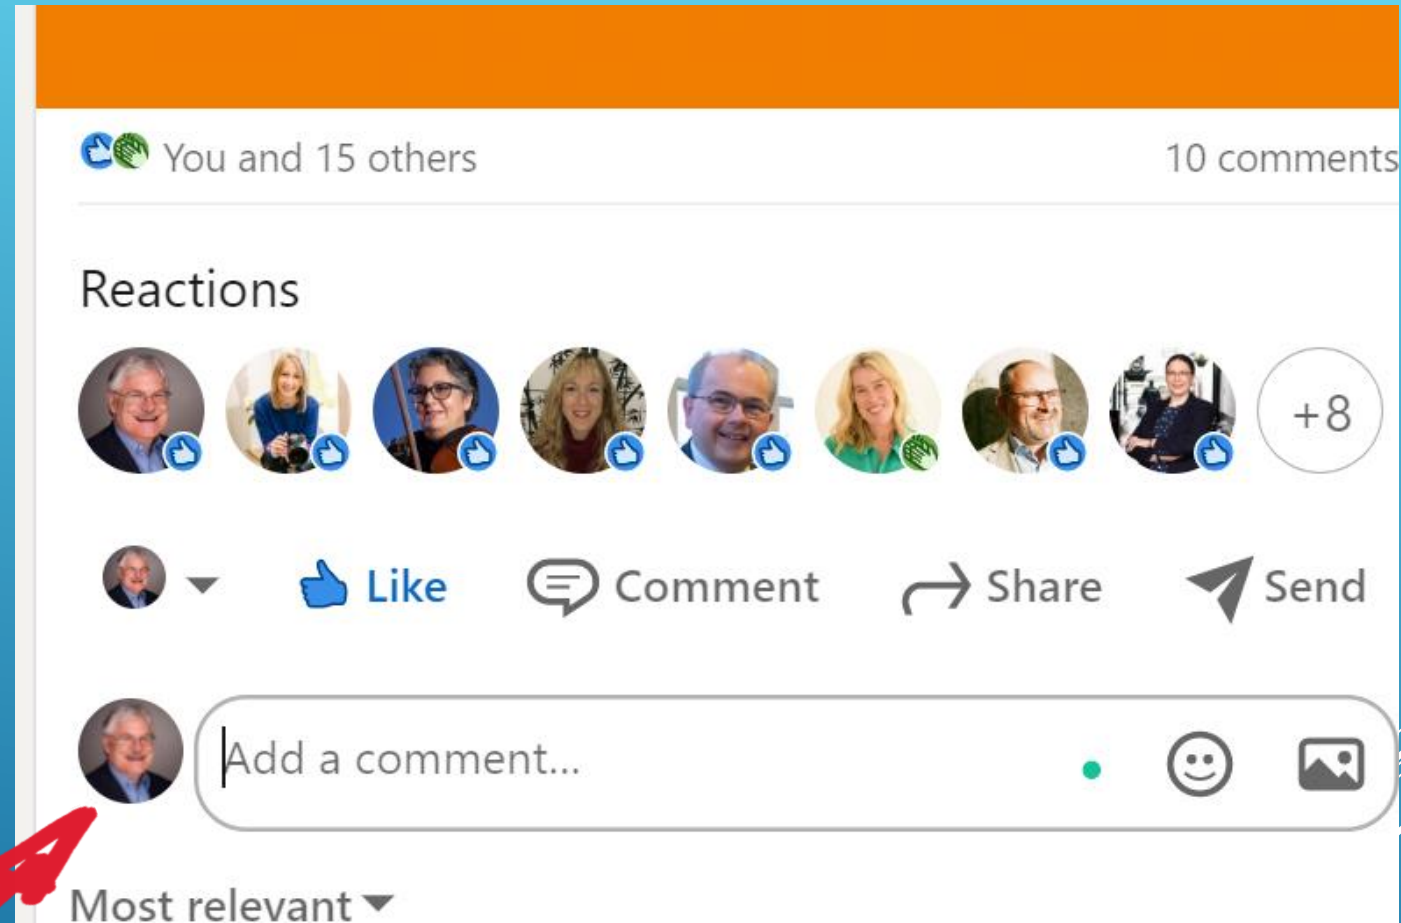 You and 15 others 10 comments
Reactions
+8
Like Comment Share Send
Add a comment...
Most relevant